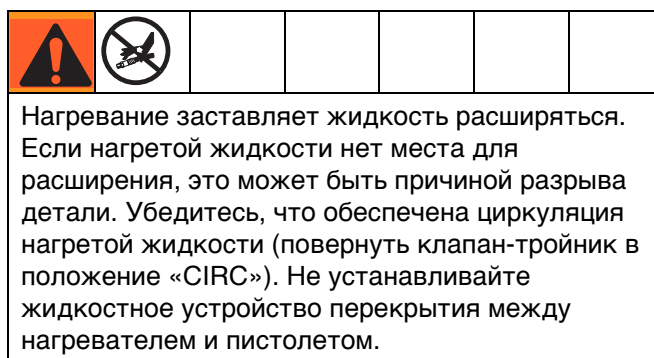 Нагревание заставляет жидкость расширяться.
Если нагретой жидкости нет места для
расширения, это может быть причиной разрыва
детали. Убедитесь, что обеспечена циркуляция
нагретой жидкости (повернуть клапан-тройник в
положение «CIRC»). Не устанавливайте
жидкостное устройство перекрытия между
нагревателем и пистолетом.